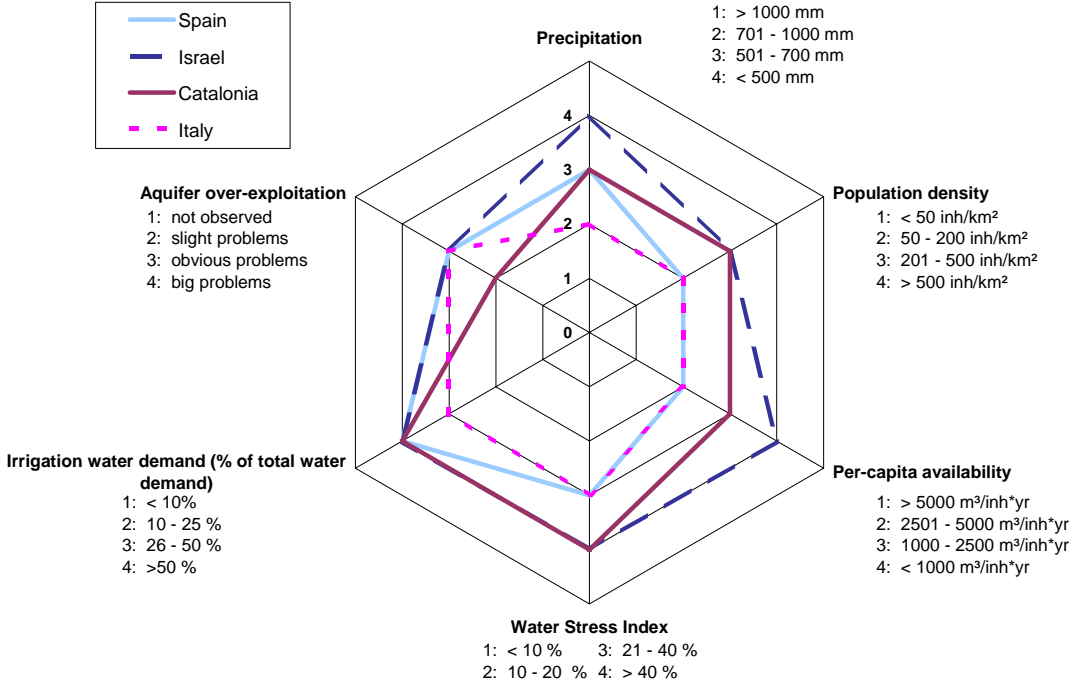 Spain
Israel
Catalonia
Italy
Precipitation
1: > 1000 mm
2: 701 - 1000 mm
3: 501 - 700 mm
4: < 500 mm
Population density
1: < 50 inh/km²
2: 50 - 200 inh/km²
3: 201 - 500 inh/km²
4: > 500 inh/km²
Per-capita availability
1: > 5000 m³/inh*yr
2: 2501 - 5000 m³/inh*yr
3: 1000 - 2500 m³/inh*yr
4: < 1000 m³/inh*yr
Water Stress Index
1: < 10 % 3: 21 - 40 %
2: 10 - 20 % 4: > 40 %
Irrigation water demand (% of total water
demand)
1: < 10%
2: 10 - 25 %
3: 26 - 50 %
4: >50 %
Aquifer over-exploitation
1: not observed
2: slight problems
3: obvious problems
4: big problems
4
3
2
1
0